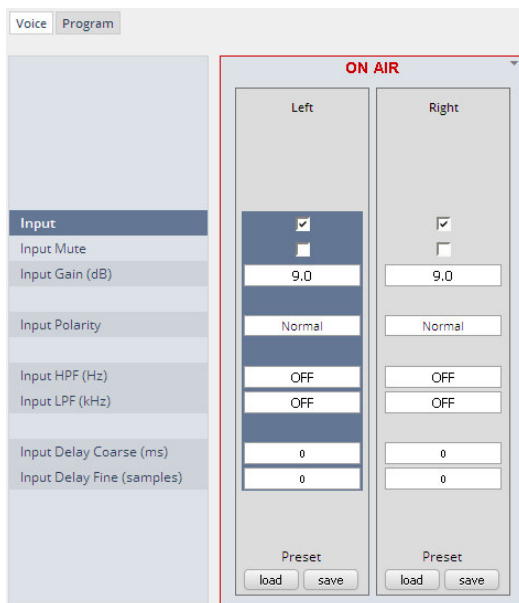 Voice Program
ON AIR
Left Right
Input
Input Mute
Input Gain (dB) 9.0 9.0
Input Polarity Normal Normal
Input HPF (Hz) OFF OFF
Input LPF (kHz) OFF OFF
Input Delay Coarse (ms) 0 0
Input Delay Fine (samples) 0 0
Preset Preset
load save load save